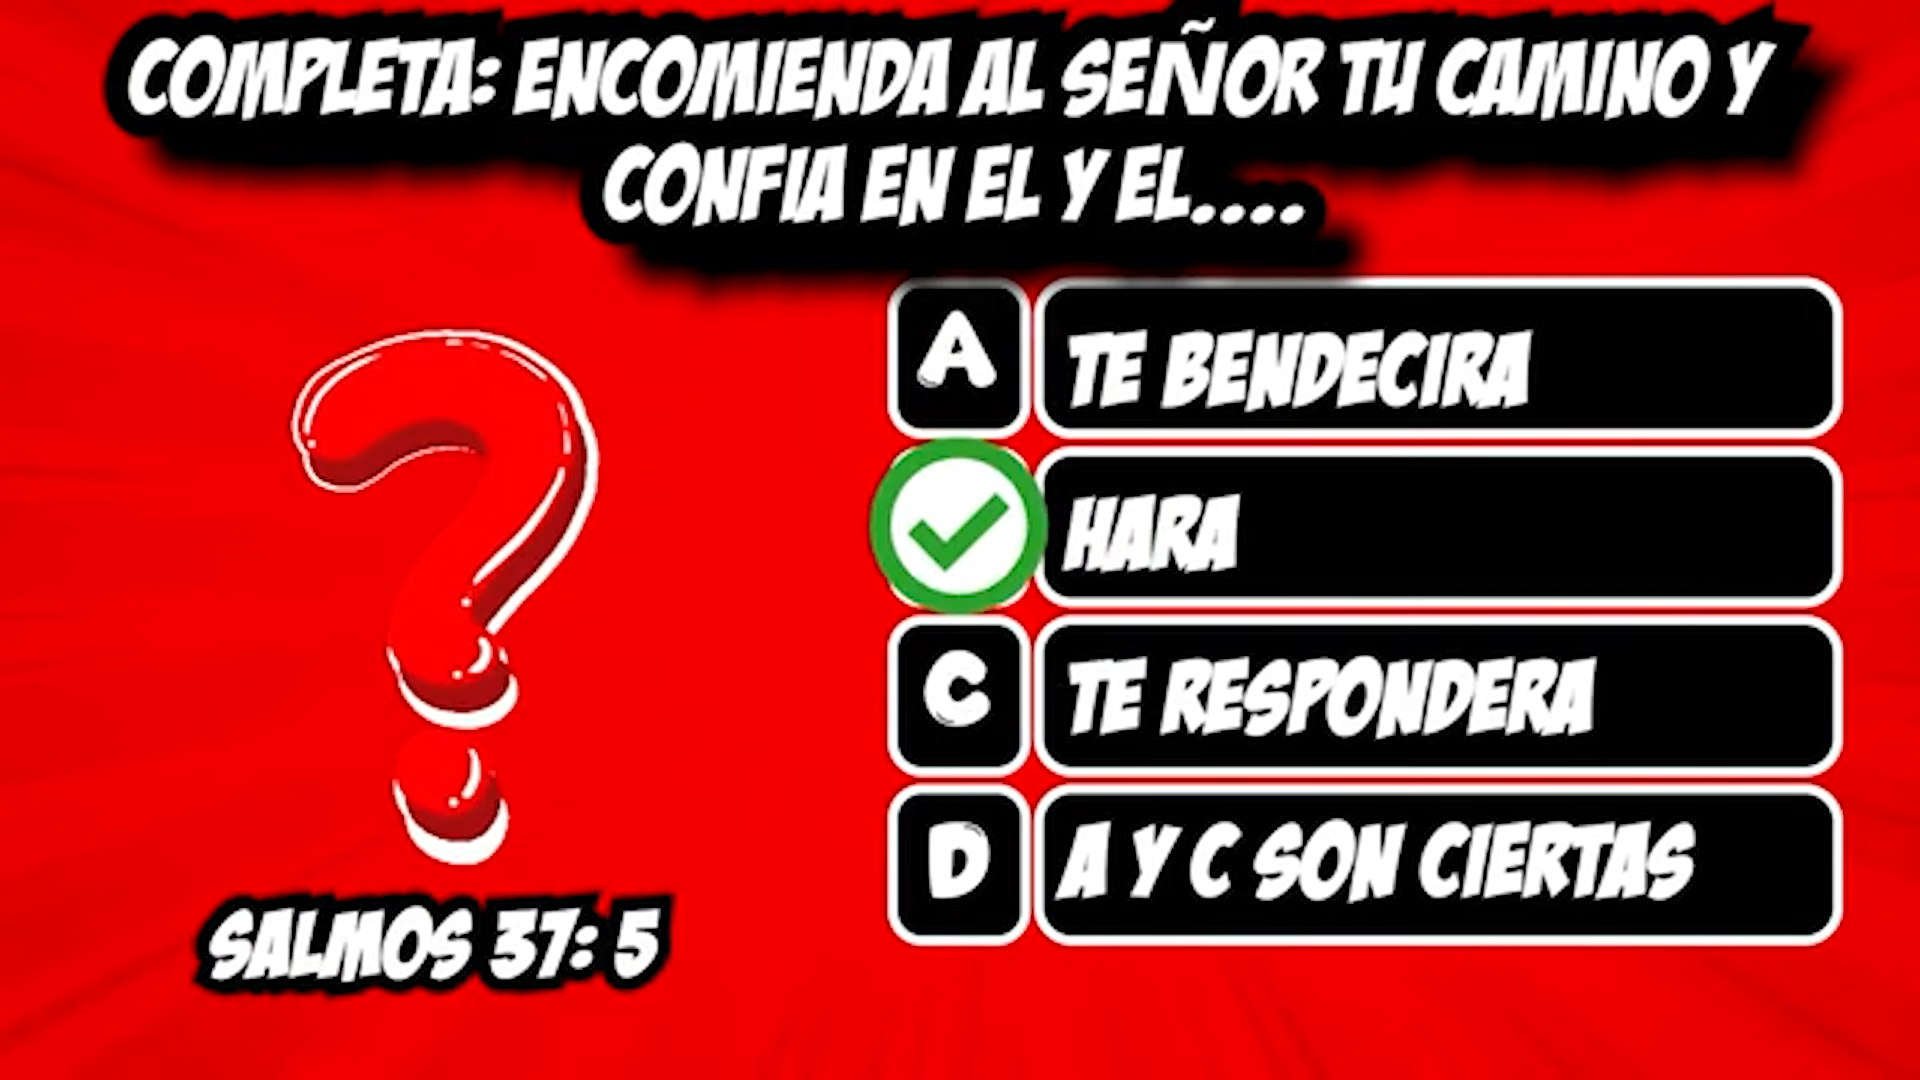 COMPLETA: ENCOMIENDA AL SEÑOR TU CAMINO Y
CONFIA EN EL Y EL....
A TE BENDECIRA
HARA
C TE RESPONDERA
D A Y C SON CIERTAS
SALMOS 37: 5